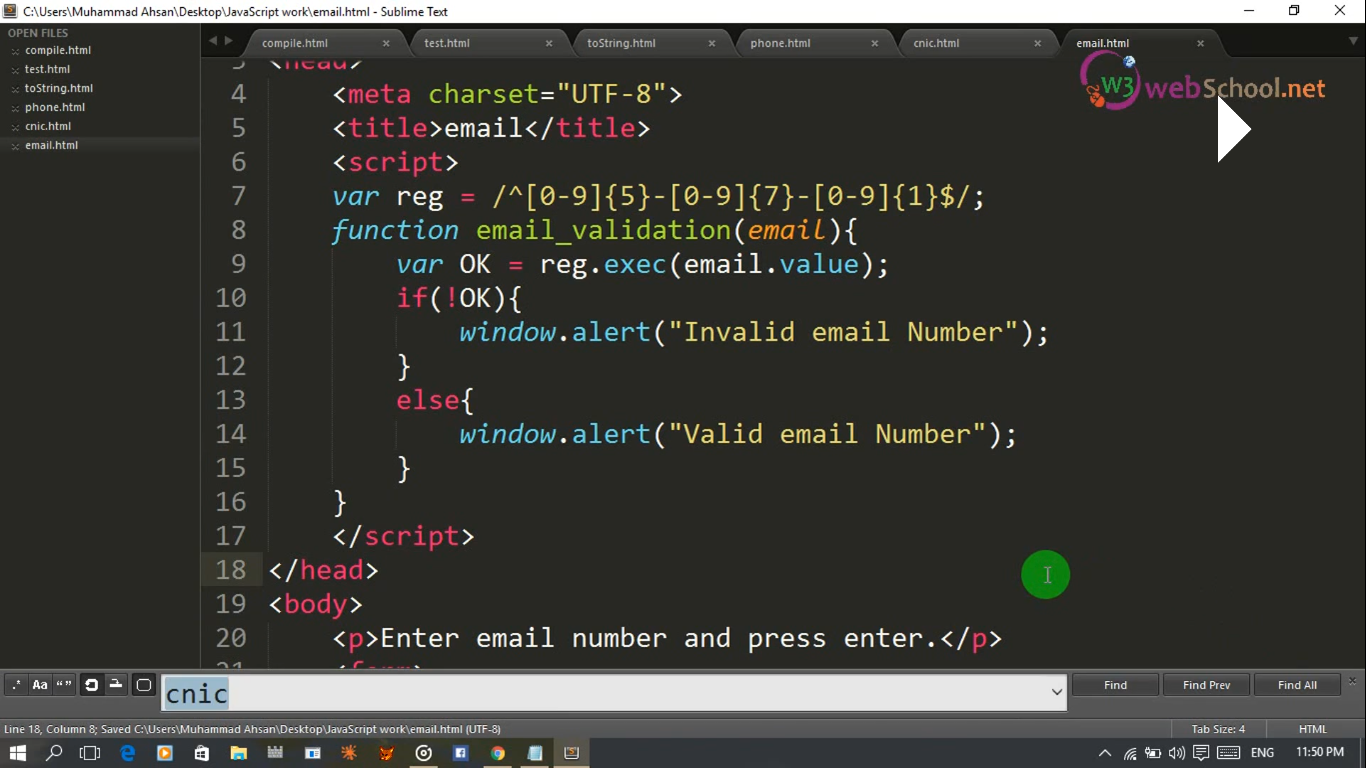 C:\Users\Muhammad Ahsan\Desktop\JavaScript work\email.html - Sublime Text
OPEN FILES
compile.html
test.html
toString.html
phone.html
cnic.html
email.html
compile.html
test.html
toString.html
phone.html
cnic.html
email.html
W3
webSchool.net
3 <head>
4 <meta charset="UTF-8">
5 <title>email</title>
6 <script>
7 var reg = /^[0-9]{5}-[0-9]{7}-[0-9]{1}$/;
8 function email_validation(email){
9 var OK = reg.exec(email.value);
10 if(!OK){
11 window.alert("Invalid email Number");
12 }
13 else{
14 window.alert("Valid email Number");
15 }
16 }
17 </script>
18 </head>
19 <body>
20 <p>Enter email number and press enter.</p>
21 <form>
.* Aa “”
cnic
Find
Find Prev
Find All
Line 18, Column 8; Saved C:\Users\Muhammad Ahsan\Desktop\JavaScript work\email.html (UTF-8)
Tab Size: 4
HTML
ENG
11:50 PM